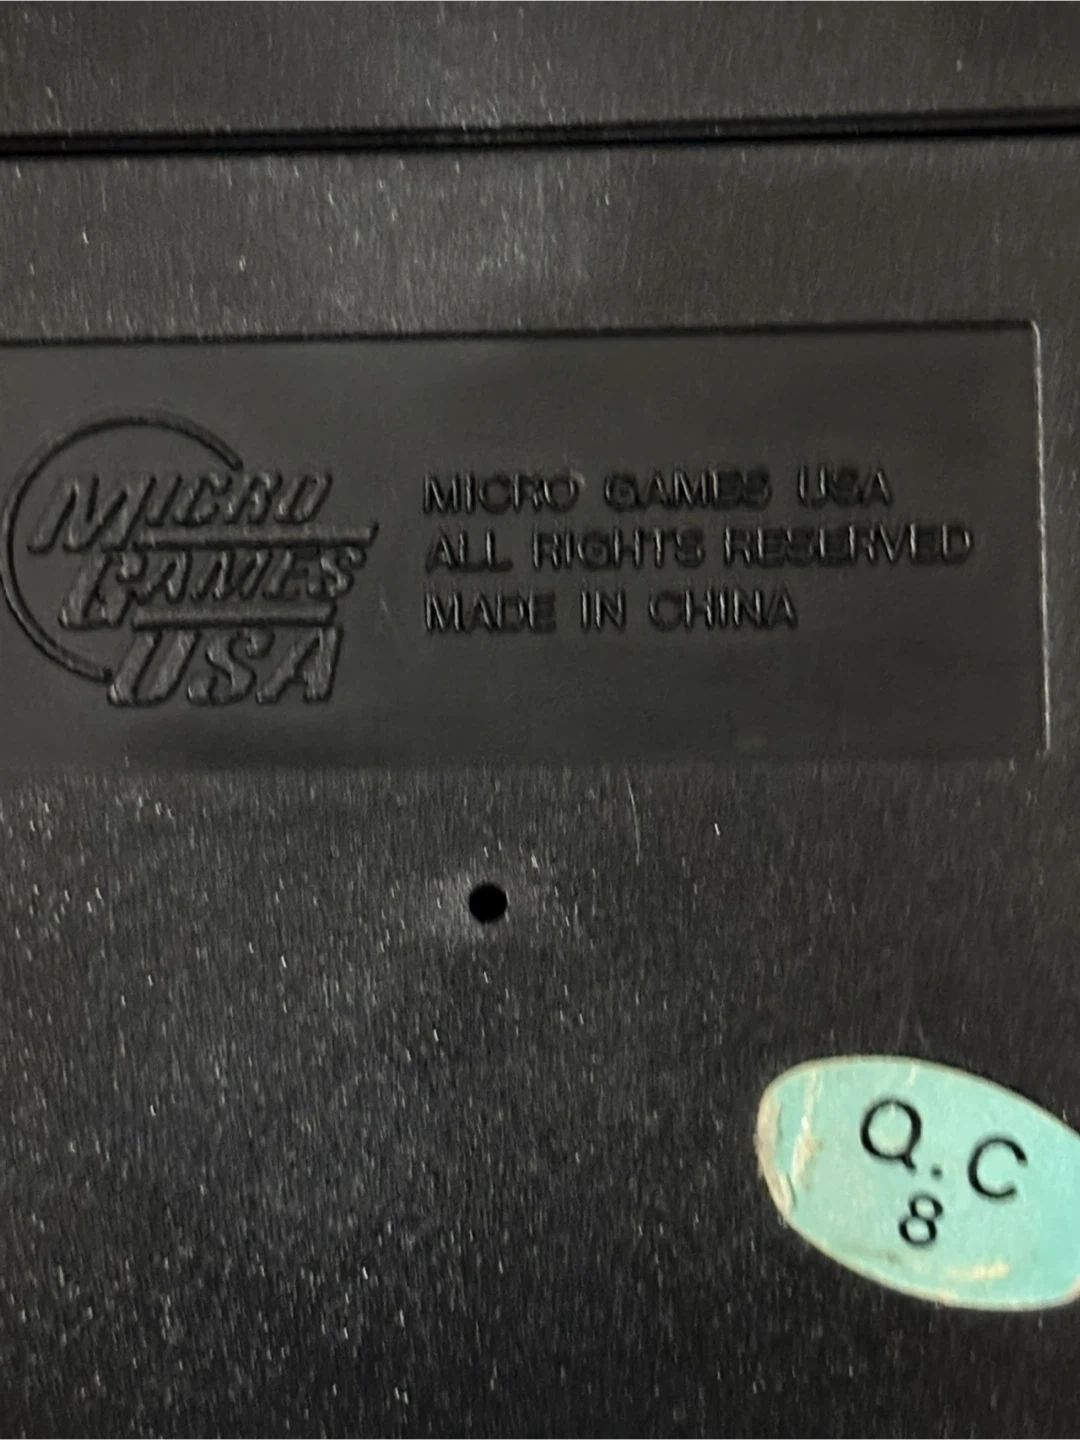 MICRO
GAMES
USA
MICRO GAMES USA
ALL RIGHTS RESERVED
MADE IN CHINA
Q.C
8